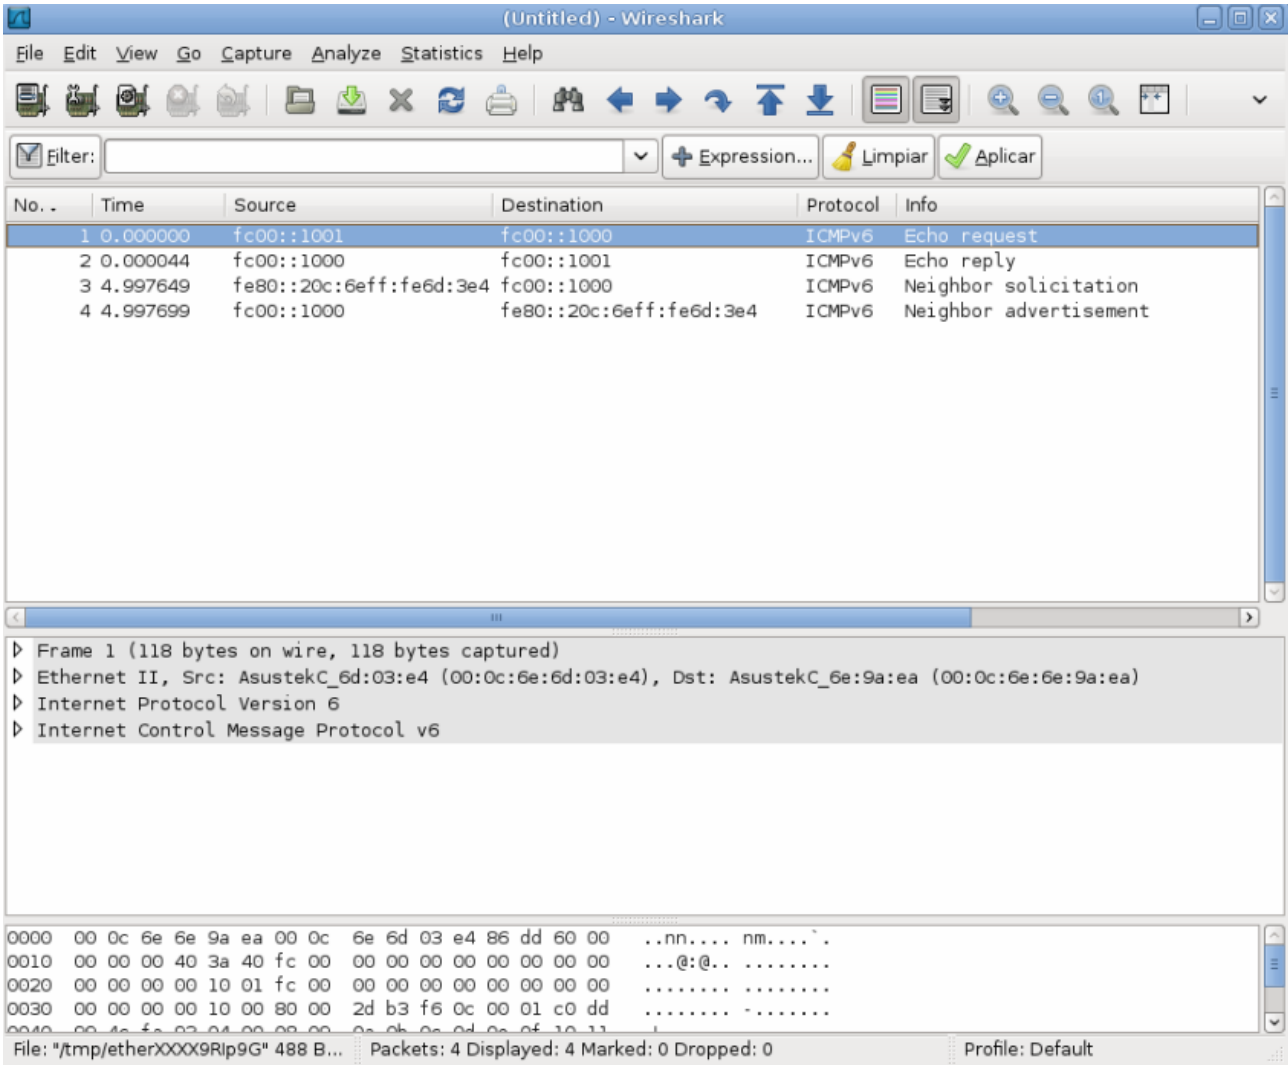 (Untitled) - Wireshark
File Edit View Go Capture Analyze Statistics Help
Filter: Expression... Limpiar Aplicar
No. . Time Source Destination Protocol Info
1 0.000000 fc00::1001 fc00::1000 ICMPv6 Echo request
2 0.000044 fc00::1000 fc00::1001 ICMPv6 Echo reply
3 4.997649 fe80::20c:6eff:fe6d:3e4 fc00::1000 ICMPv6 Neighbor solicitation
4 4.997699 fc00::1000 fe80::20c:6eff:fe6d:3e4 ICMPv6 Neighbor advertisement
Frame 1 (118 bytes on wire, 118 bytes captured)
Ethernet II, Src: AsustekC_6d:03:e4 (00:0c:6e:6d:03:e4), Dst: AsustekC_6e:9a:ea (00:0c:6e:6e:9a:ea)
Internet Protocol Version 6
Internet Control Message Protocol v6
0000 00 0c 6e 6e 9a ea 00 0c 6e 6d 03 e4 86 dd 60 00 ..nn.... nm....`.
0010 00 00 00 40 3a 40 fc 00 00 00 00 00 00 00 00 00 ...@:@.. ........
0020 00 00 00 00 10 01 fc 00 00 00 00 00 00 00 00 00 ........ ........
0030 00 00 00 00 10 00 80 00 2d b3 f6 0c 00 01 c0 dd ........ -.......
File: "/tmp/etherXXXX9RIp9G" 488 B... Packets: 4 Displayed: 4 Marked: 0 Dropped: 0 Profile: Default